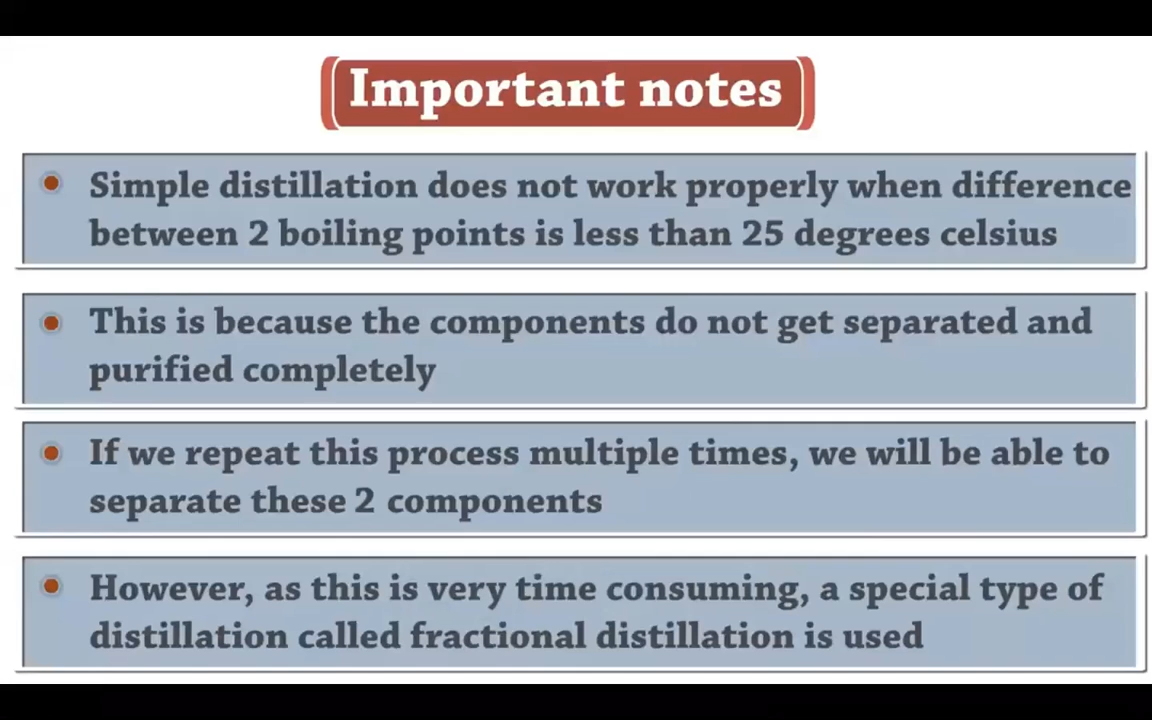 Important notes
Simple distillation does not work properly when difference
between 2 boiling points is less than 25 degrees celsius
This is because the components do not get separated and
purified completely
If we repeat this process multiple times, we will be able to
separate these 2 components
However, as this is very time consuming, a special type of
distillation called fractional distillation is used